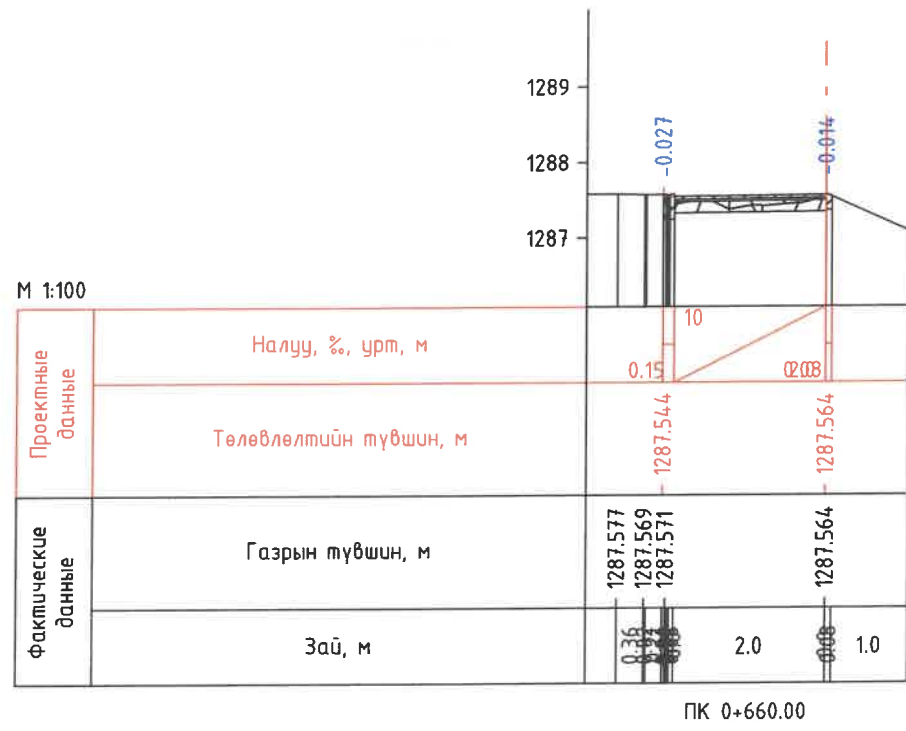 1289
1288
1287
-0.027
-0.014
М 1:100
Проектные
данные
Налуу, ‰, урт, м
10
0.15
Төлөвлөлтийн түвшин, м
1287.544
1287.564
Фактические
данные
Газрын түвшин, м
1287.577
1287.569
1287.571
1287.564
Зай, м
0.36
2.0
1.0
ПК 0+660.00